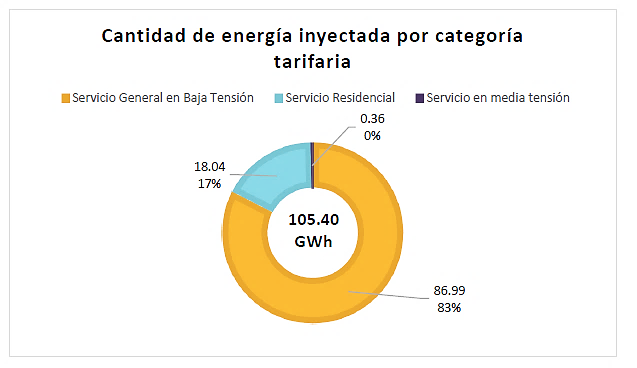 Cantidad de energía inyectada por categoría
tarifaria
Servicio General en Baja Tensión Servicio Residencial Servicio en media tensión
0.36
0%
18.04
17%
105.40
GWh
86.99
83%